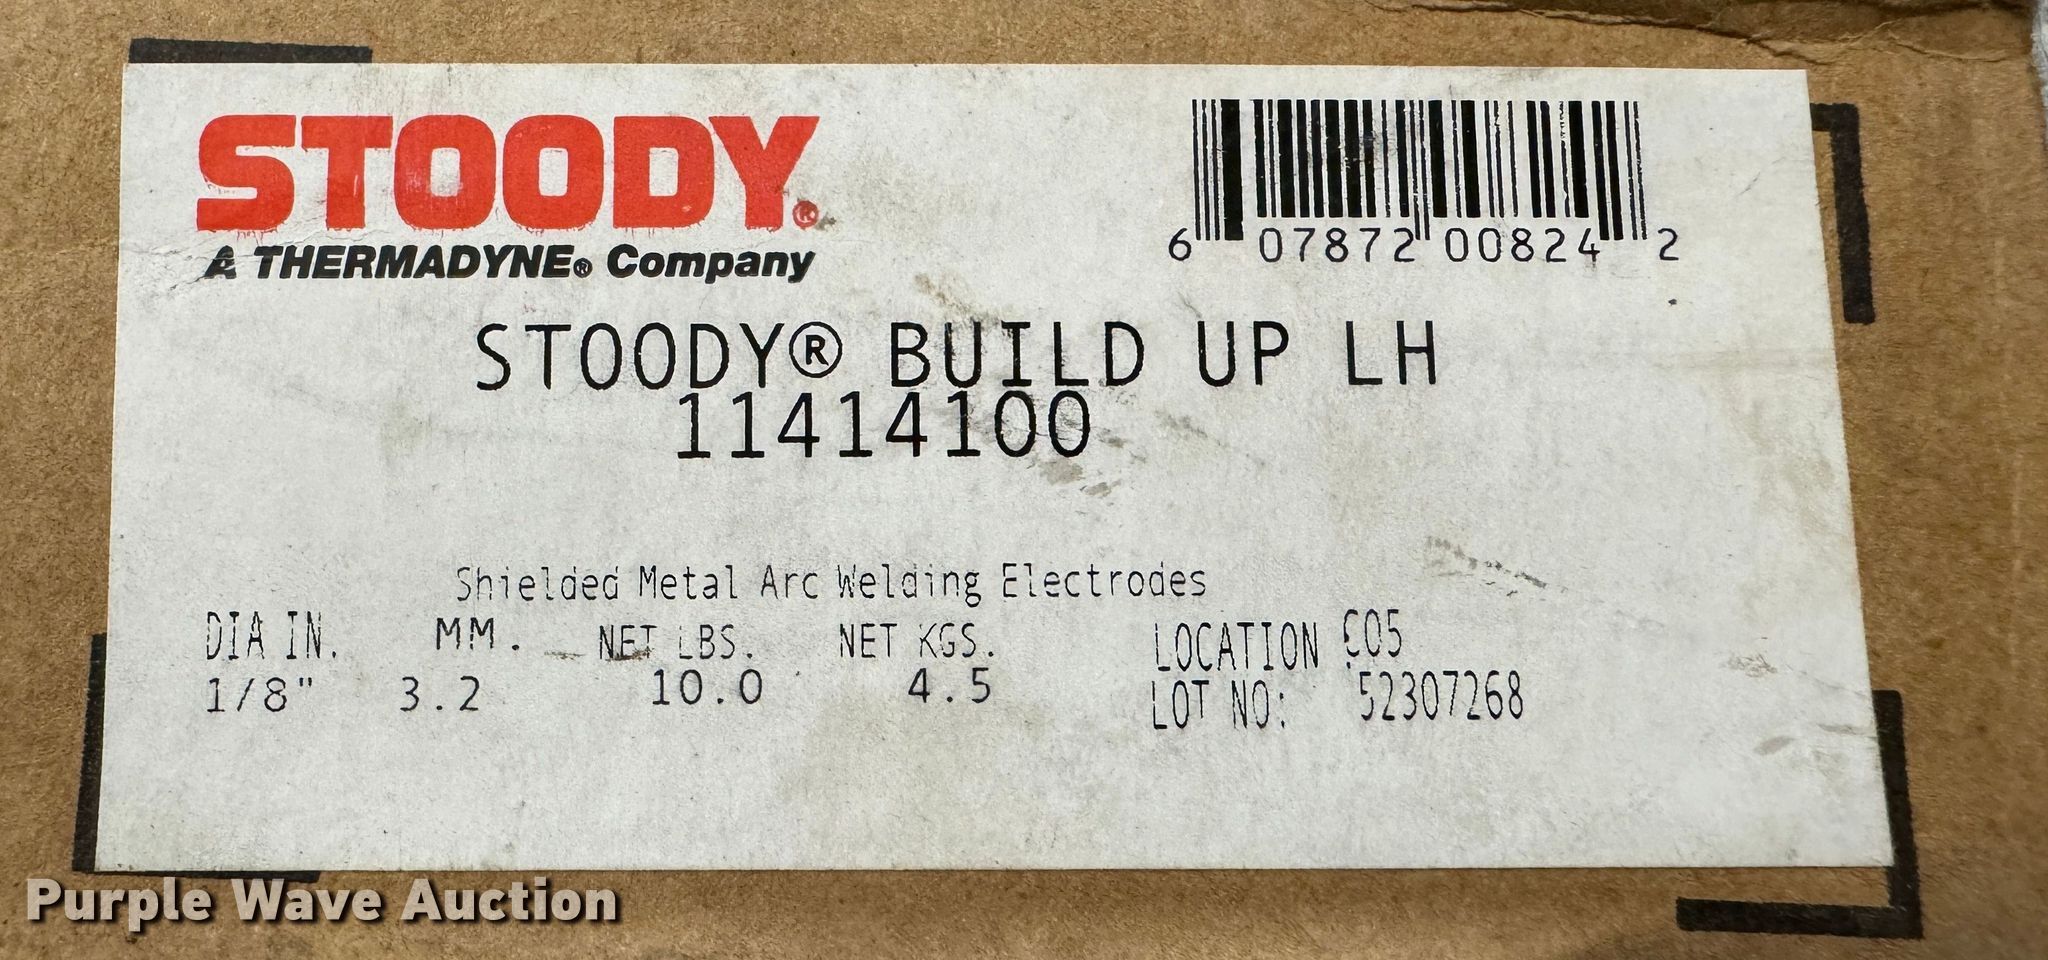 STOODY®
A THERMADYNE® Company
6 07872 00824 2
STOODY® BUILD UP LH
11414100
Shielded Metal Arc Welding Electrodes
DIA IN. MM. NET LBS. NET KGS. LOCATION C05
1/8" 3.2 10.0 4.5 LOT NO: 52307268
Purple Wave Auction